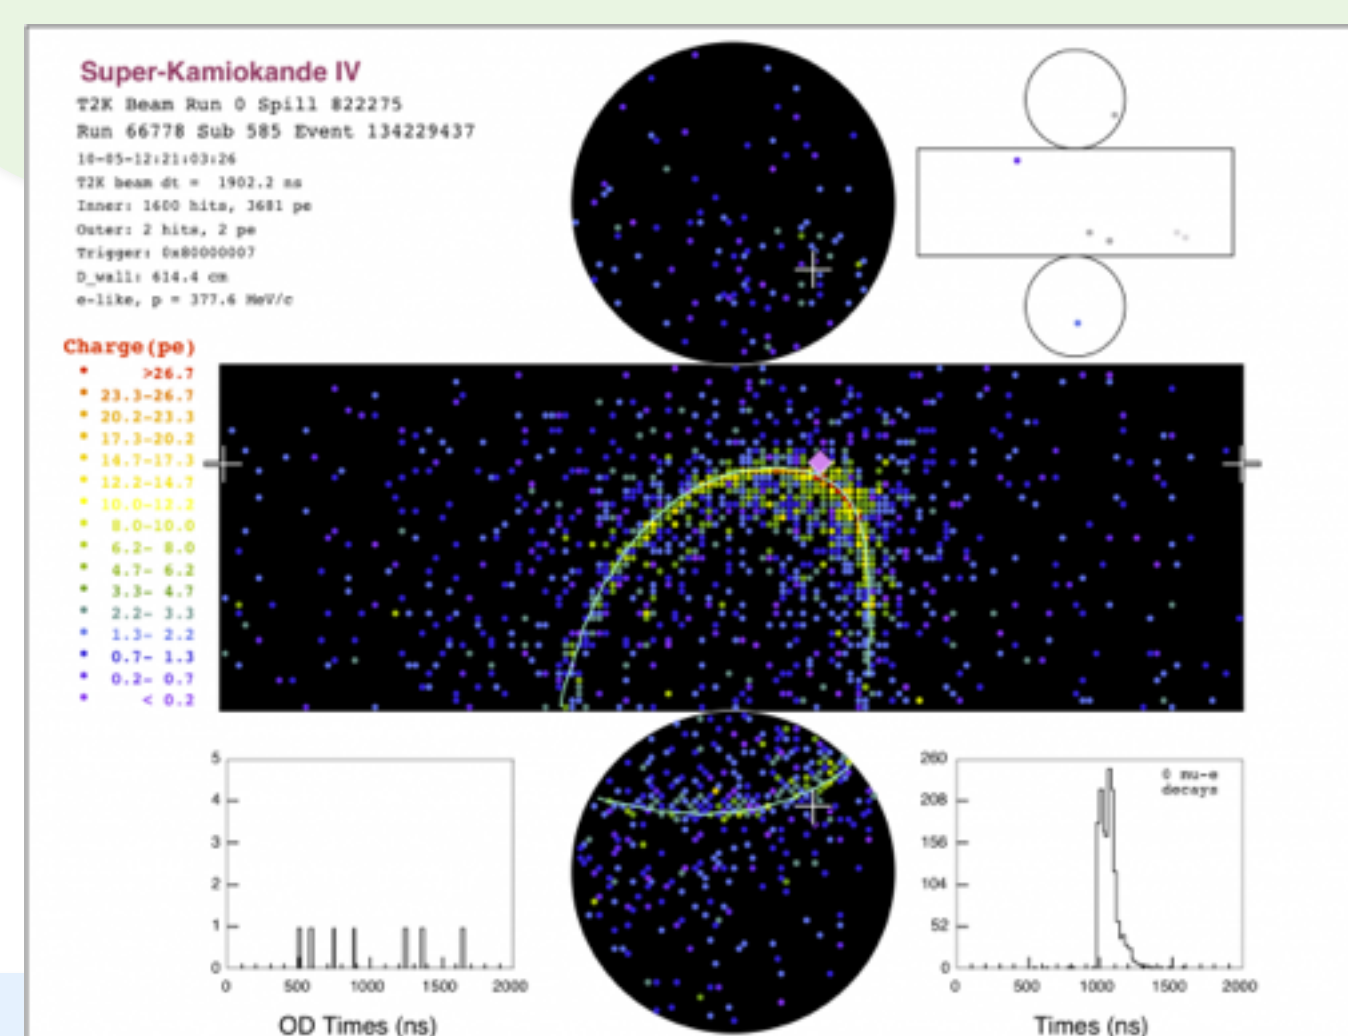 Super-Kamiokande IV
T2K Beam Run 0 Spill 822275
Run 66778 Sub 585 Event 134229437
10-05-12:21:03:26
T2K beam dt = 1902.2 ns
Inner: 1600 hits, 3681 pe
Outer: 2 hits, 2 pe
Trigger: 0x80000007
D_wall: 614.4 cm
e-like, p = 377.6 MeV/c
Charge(pe)
>26.7
23.3-26.7
20.2-23.3
17.3-20.2
14.7-17.3
12.2-14.7
10.0-12.2
8.0-10.0
6.2- 8.0
4.7- 6.2
3.3- 4.7
2.2- 3.3
1.3- 2.2
0.7- 1.3
0.2- 0.7
< 0.2
5
4
3
2
1
0
0 500 1000 1500 2000
OD Times (ns)
260
208
156
104
52
0
0 mu-e
decays
0 500 1000 1500 2000
Times (ns)